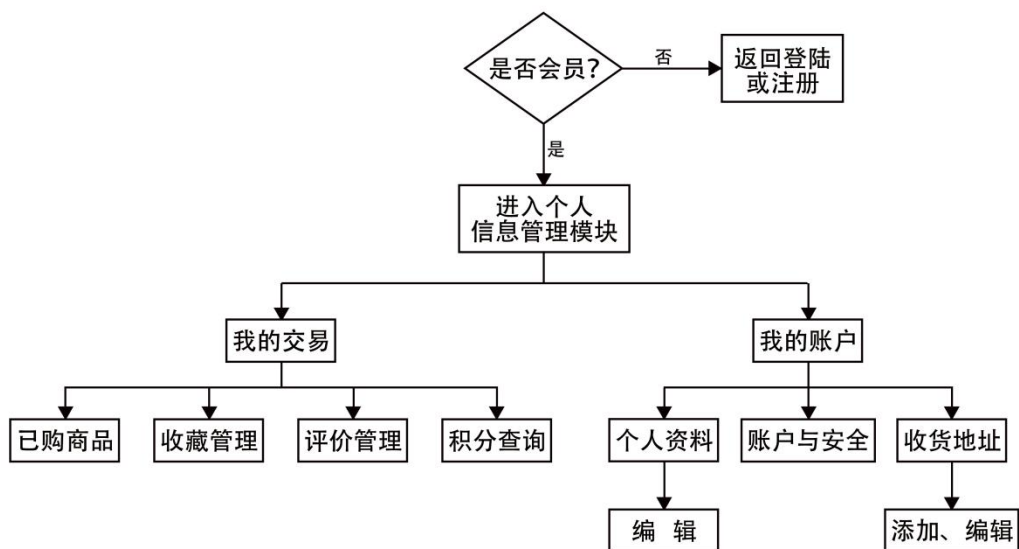 是否会员?
否
返回登陆
或注册
是
进入个人
信息管理模块
我的交易
我的账户
已购商品
收藏管理
评价管理
积分查询
个人资料
账户与安全
收货地址
编 辑
添加、编辑